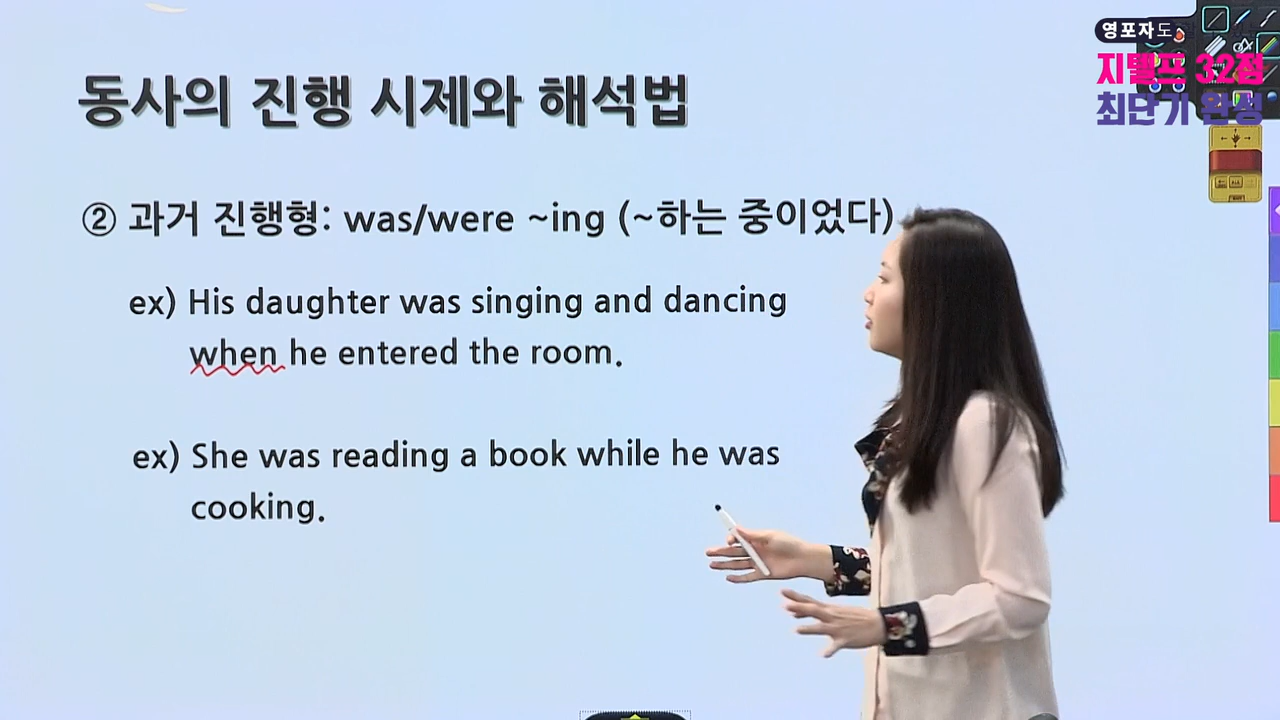 영포자도
지텔프 32점
최단기 완성
동사의 진행 시제와 해석법
② 과거 진행형: was/were ~ing (~하는 중이었다)
ex) His daughter was singing and dancing
when he entered the room.
ex) She was reading a book while he was
cooking.